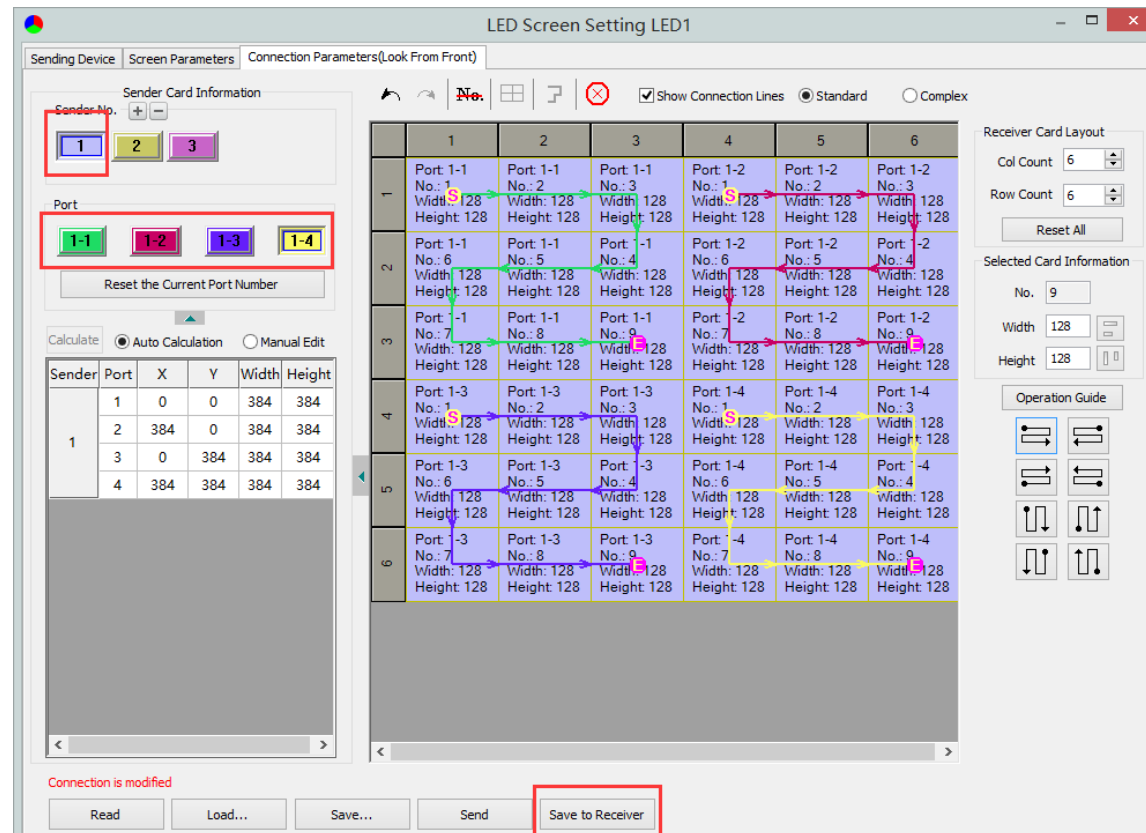 LED Screen Setting LED1
Sending Device Screen Parameters Connection Parameters(Look From Front)
Sender Card Information
Sender No. + −
1 2 3
Port
1-1 1-2 1-3 1-4
Reset the Current Port Number
Calculate Auto Calculation Manual Edit
Sender Port X Y Width Height
1
1 0 0 384 384
2 384 0 384 384
3 0 384 384 384
4 384 384 384 384
No. Show Connection Lines Standard Complex
1 2 3 4 5 6
1
Port: 1-1 Port: 1-1 Port: 1-1 Port: 1-2 Port: 1-2 Port: 1-2
No.: 1 No.: 2 No.: 3 No.: 1 No.: 2 No.: 3
Width: 128 Width: 128 Width: 128 Width: 128 Width: 128 Width: 128
Height: 128 Height: 128 Height: 128 Height: 128 Height: 128 Height: 128
2
Port: 1-1 Port: 1-1 Port: 1-1 Port: 1-2 Port: 1-2 Port: 1-2
No.: 6 No.: 5 No.: 4 No.: 6 No.: 5 No.: 4
Width: 128 Width: 128 Width: 128 Width: 128 Width: 128 Width: 128
Height: 128 Height: 128 Height: 128 Height: 128 Height: 128 Height: 128
3
Port: 1-1 Port: 1-1 Port: 1-1 Port: 1-2 Port: 1-2 Port: 1-2
No.: 7 No.: 8 No.: 9 No.: 7 No.: 8 No.: 9
Width: 128 Width: 128 Width: 128 Width: 128 Width: 128 Width: 128
Height: 128 Height: 128 Height: 128 Height: 128 Height: 128 Height: 128
4
Port: 1-3 Port: 1-3 Port: 1-3 Port: 1-4 Port: 1-4 Port: 1-4
No.: 1 No.: 2 No.: 3 No.: 1 No.: 2 No.: 3
Width: 128 Width: 128 Width: 128 Width: 128 Width: 128 Width: 128
Height: 128 Height: 128 Height: 128 Height: 128 Height: 128 Height: 128
5
Port: 1-3 Port: 1-3 Port: 1-3 Port: 1-4 Port: 1-4 Port: 1-4
No.: 6 No.: 5 No.: 4 No.: 6 No.: 5 No.: 4
Width: 128 Width: 128 Width: 128 Width: 128 Width: 128 Width: 128
Height: 128 Height: 128 Height: 128 Height: 128 Height: 128 Height: 128
6
Port: 1-3 Port: 1-3 Port: 1-3 Port: 1-4 Port: 1-4 Port: 1-4
No.: 7 No.: 8 No.: 9 No.: 7 No.: 8 No.: 9
Width: 128 Width: 128 Width: 128 Width: 128 Width: 128 Width: 128
Height: 128 Height: 128 Height: 128 Height: 128 Height: 128 Height: 128
S S
E E
S S
E E
Receiver Card Layout
Col Count 6
Row Count 6
Reset All
Selected Card Information
No. 9
Width 128
Height 128
Operation Guide
Connection is modified
Read Load... Save... Send Save to Receiver